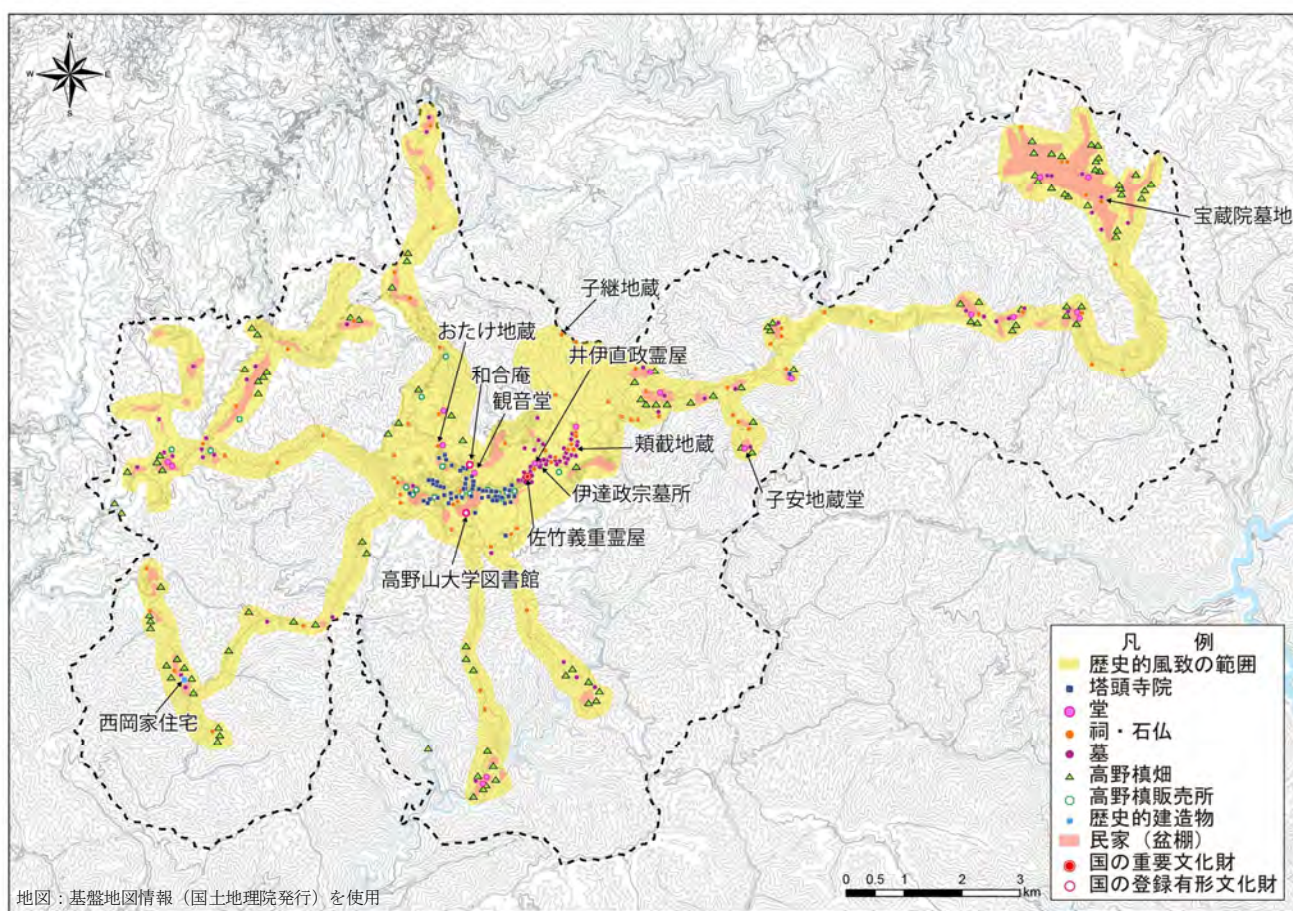 N
W
E
S
子継地蔵
おたけ地蔵
井伊直政霊屋
和合庵
観音堂
宝蔵院墓地
頬截地蔵
伊達政宗墓所
子安地蔵堂
佐竹義重霊屋
高野山大学図書館
西岡家住宅
凡 例
歴史的風致の範囲
塔頭寺院
堂
祠・石仏
墓
高野槙畑
高野槙販売所
歴史的建造物
民家（盆棚）
国の重要文化財
国の登録有形文化財
0 0.5 1 2 3
km
地図：基盤地図情報（国土地理院発行）を使用